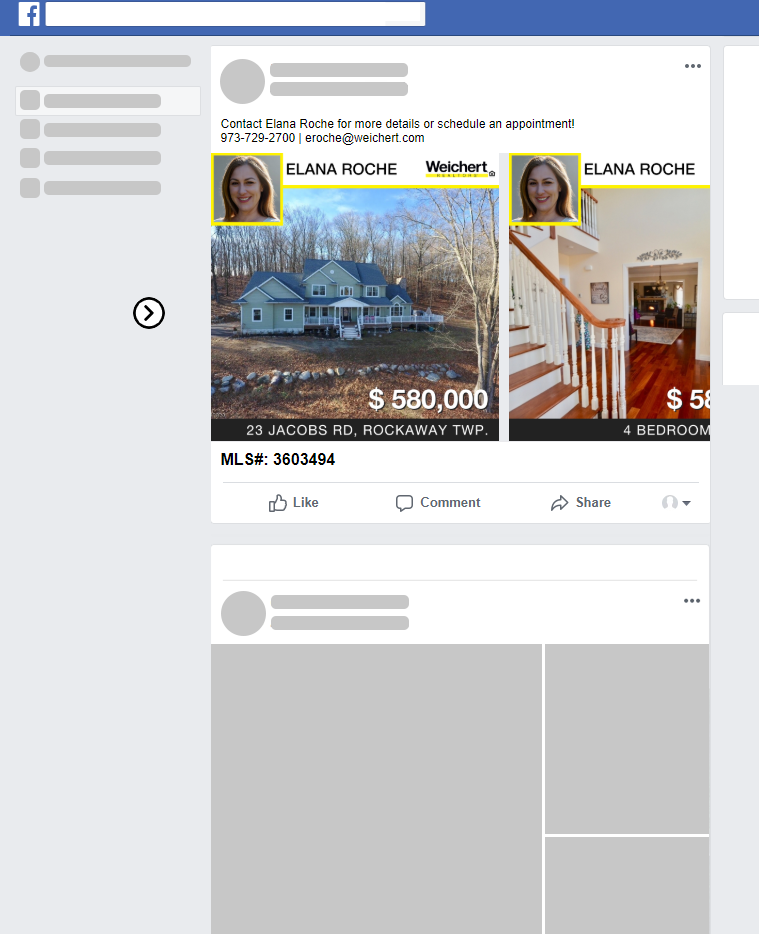 Contact Elana Roche for more details or schedule an appointment!
973-729-2700 | eroche@weichert.com
ELANA ROCHE
Weichert
REALTORS
ELANA ROCHE
$ 580,000
$ 58
23 JACOBS RD, ROCKAWAY TWP.
4 BEDROOM
MLS#: 3603494
Like
Comment
Share